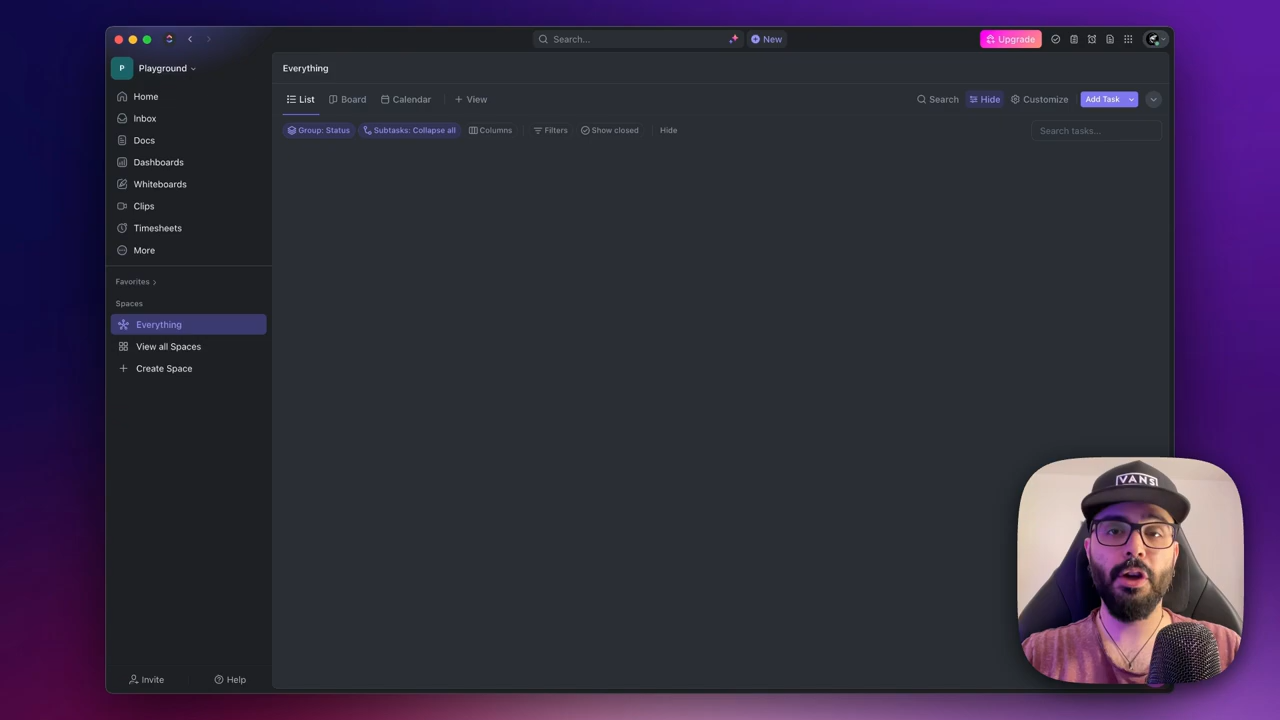 Search...
New
Upgrade
P
Playground
Everything
Home
Inbox
Docs
Dashboards
Whiteboards
Clips
Timesheets
More
Favorites
Spaces
Everything
View all Spaces
Create Space
Invite
Help
List
Board
Calendar
View
Search
Hide
Customize
Add Task
Group: Status
Subtasks: Collapse all
Columns
Filters
Show closed
Hide
Search tasks...
VANS